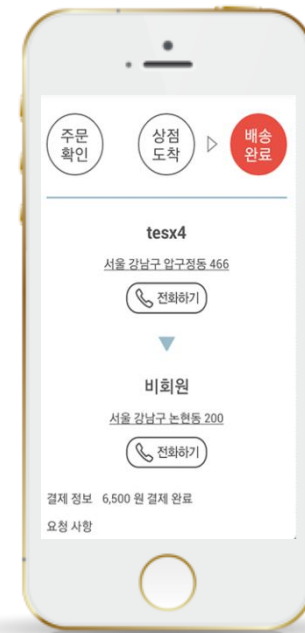 주문
확인
상점
도착
▷
배송
완료
tesx4
서울 강남구 압구정동 466
전화하기
▼
비회원
서울 강남구 논현동 200
전화하기
결제 정보 6,500 원 결제 완료
요청 사항